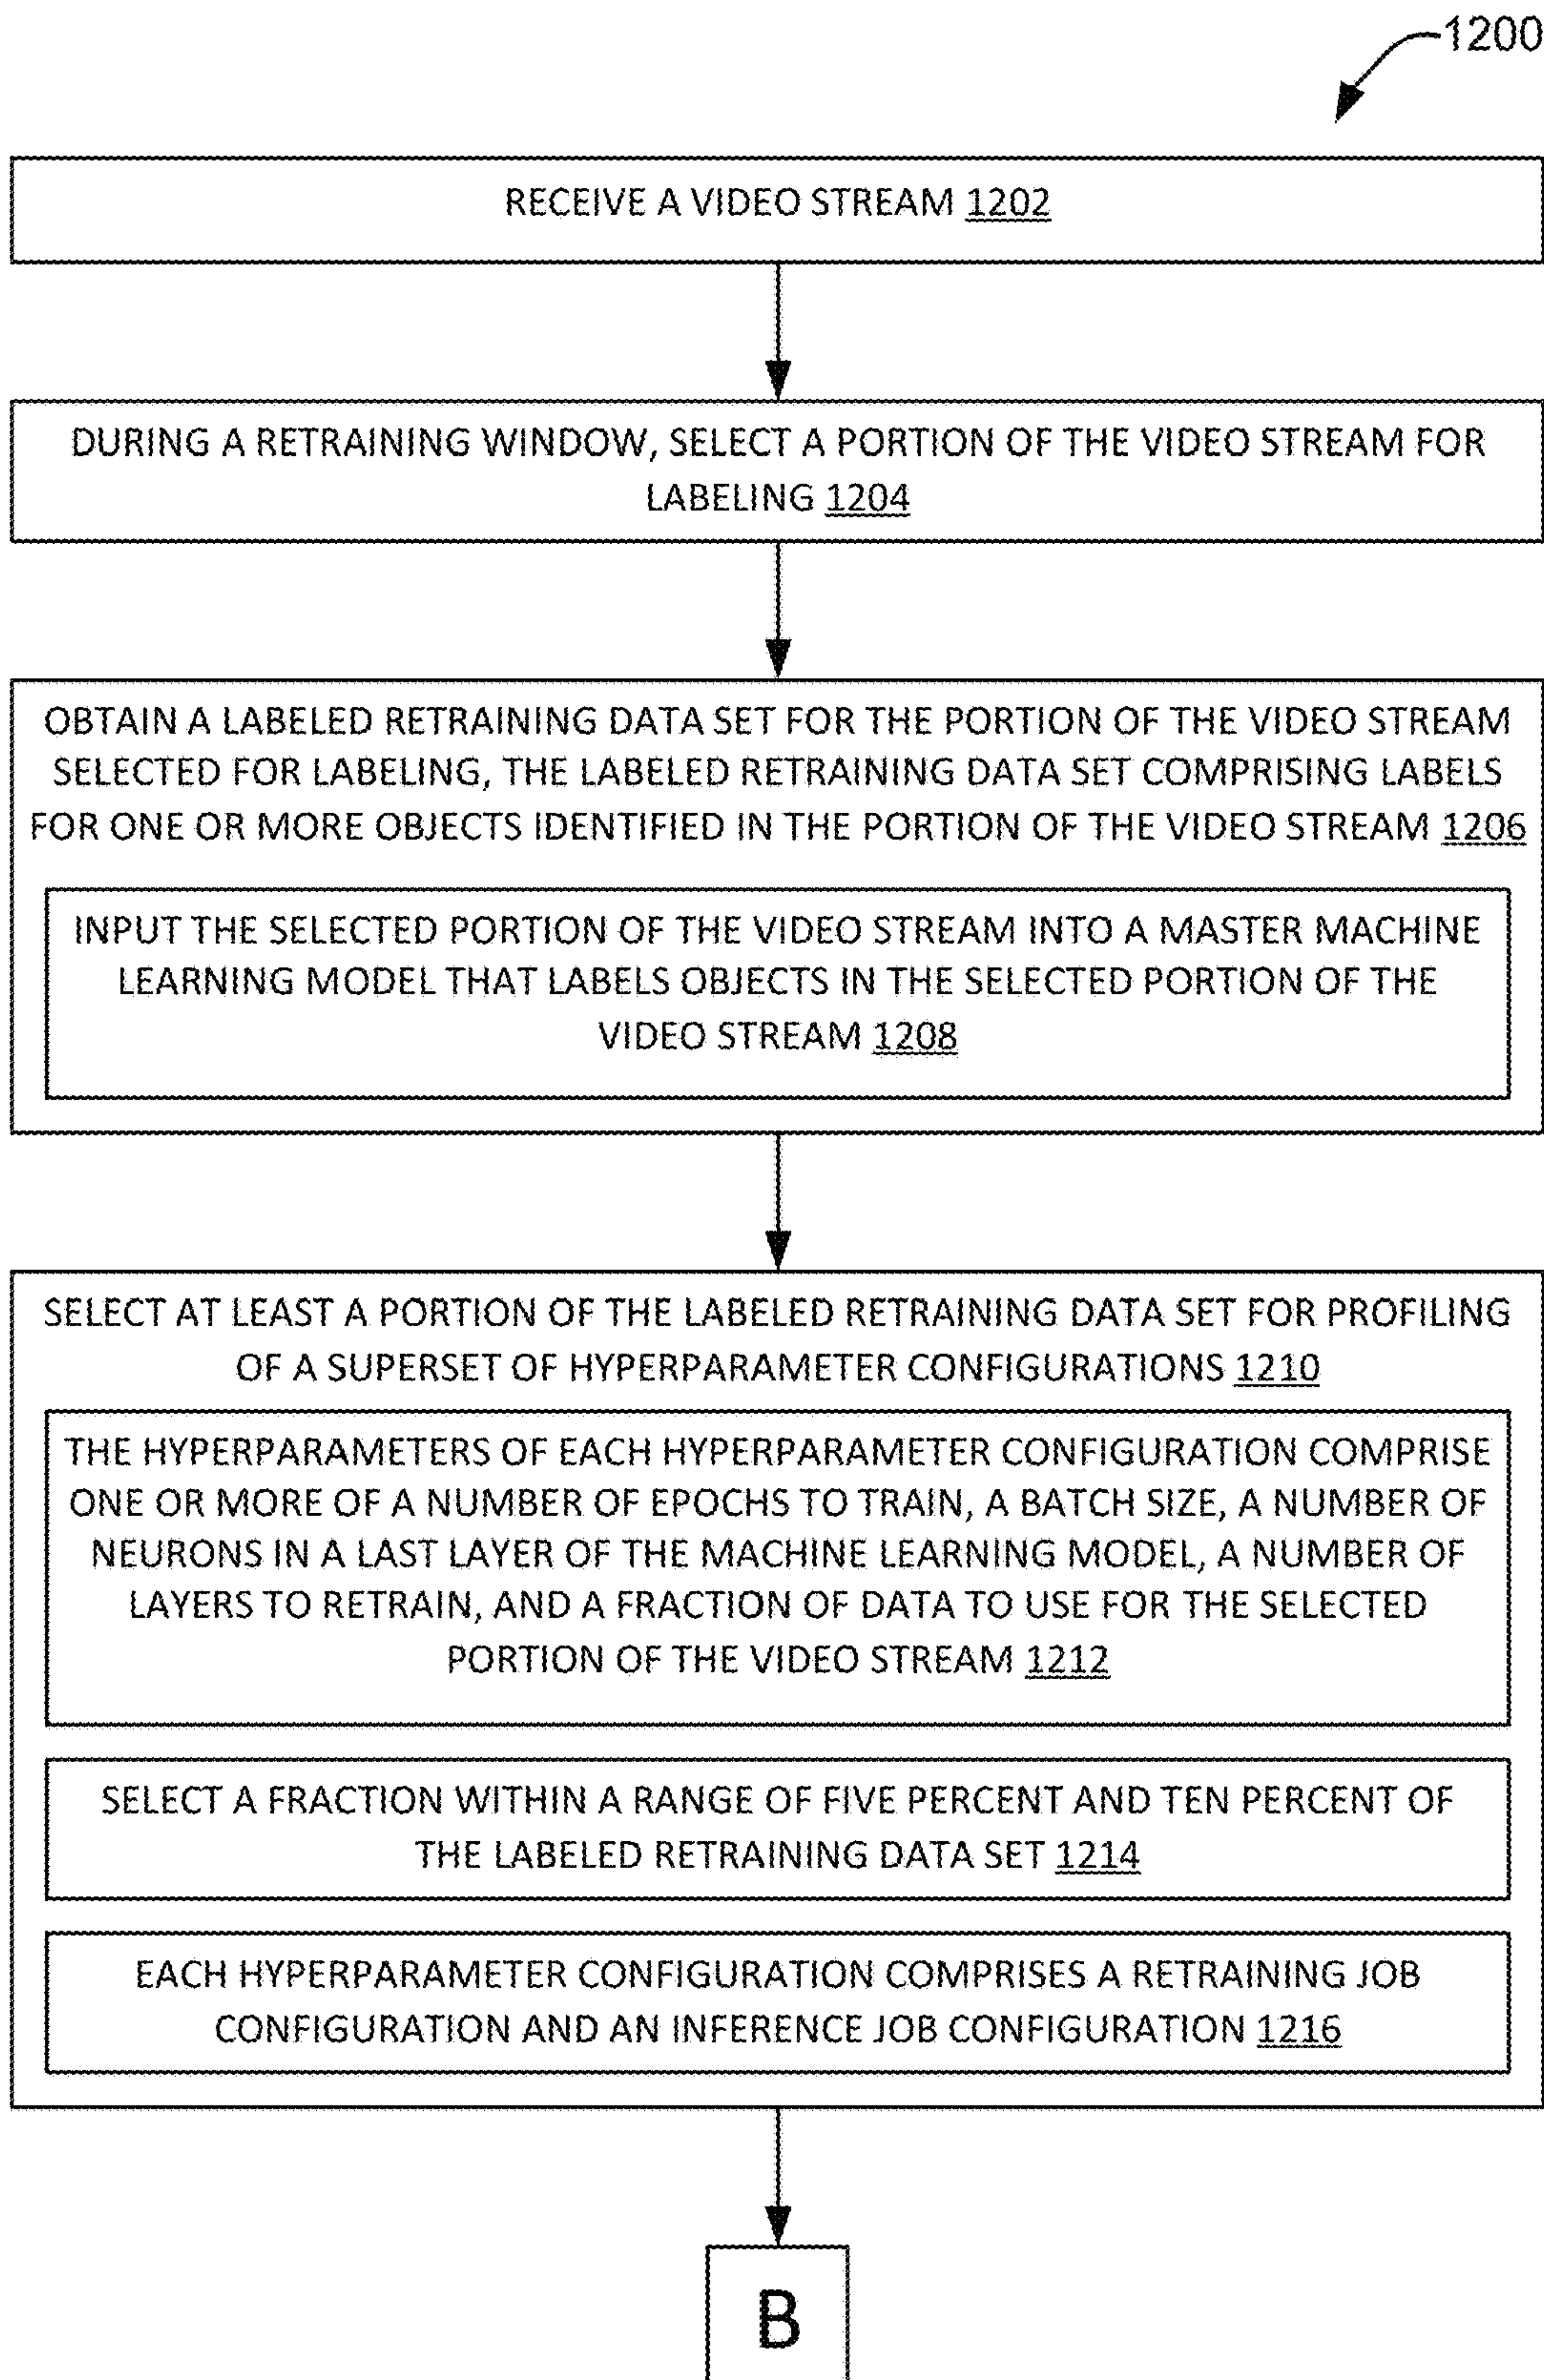 1200
RECEIVE A VIDEO STREAM 1202
DURING A RETRAINING WINDOW, SELECT A PORTION OF THE VIDEO STREAM FOR
LABELING 1204
OBTAIN A LABELED RETRAINING DATA SET FOR THE PORTION OF THE VIDEO STREAM
SELECTED FOR LABELING, THE LABELED RETRAINING DATA SET COMPRISING LABELS
FOR ONE OR MORE OBJECTS IDENTIFIED IN THE PORTION OF THE VIDEO STREAM 1206
INPUT THE SELECTED PORTION OF THE VIDEO STREAM INTO A MASTER MACHINE
LEARNING MODEL THAT LABELS OBJECTS IN THE SELECTED PORTION OF THE
VIDEO STREAM 1208
SELECT AT LEAST A PORTION OF THE LABELED RETRAINING DATA SET FOR PROFILING
OF A SUPERSET OF HYPERPARAMETER CONFIGURATIONS 1210
THE HYPERPARAMETERS OF EACH HYPERPARAMETER CONFIGURATION COMPRISE
ONE OR MORE OF A NUMBER OF EPOCHS TO TRAIN, A BATCH SIZE, A NUMBER OF
NEURONS IN A LAST LAYER OF THE MACHINE LEARNING MODEL, A NUMBER OF
LAYERS TO RETRAIN, AND A FRACTION OF DATA TO USE FOR THE SELECTED
PORTION OF THE VIDEO STREAM 1212
SELECT A FRACTION WITHIN A RANGE OF FIVE PERCENT AND TEN PERCENT OF
THE LABELED RETRAINING DATA SET 1214
EACH HYPERPARAMETER CONFIGURATION COMPRISES A RETRAINING JOB
CONFIGURATION AND AN INFERENCE JOB CONFIGURATION 1216
B